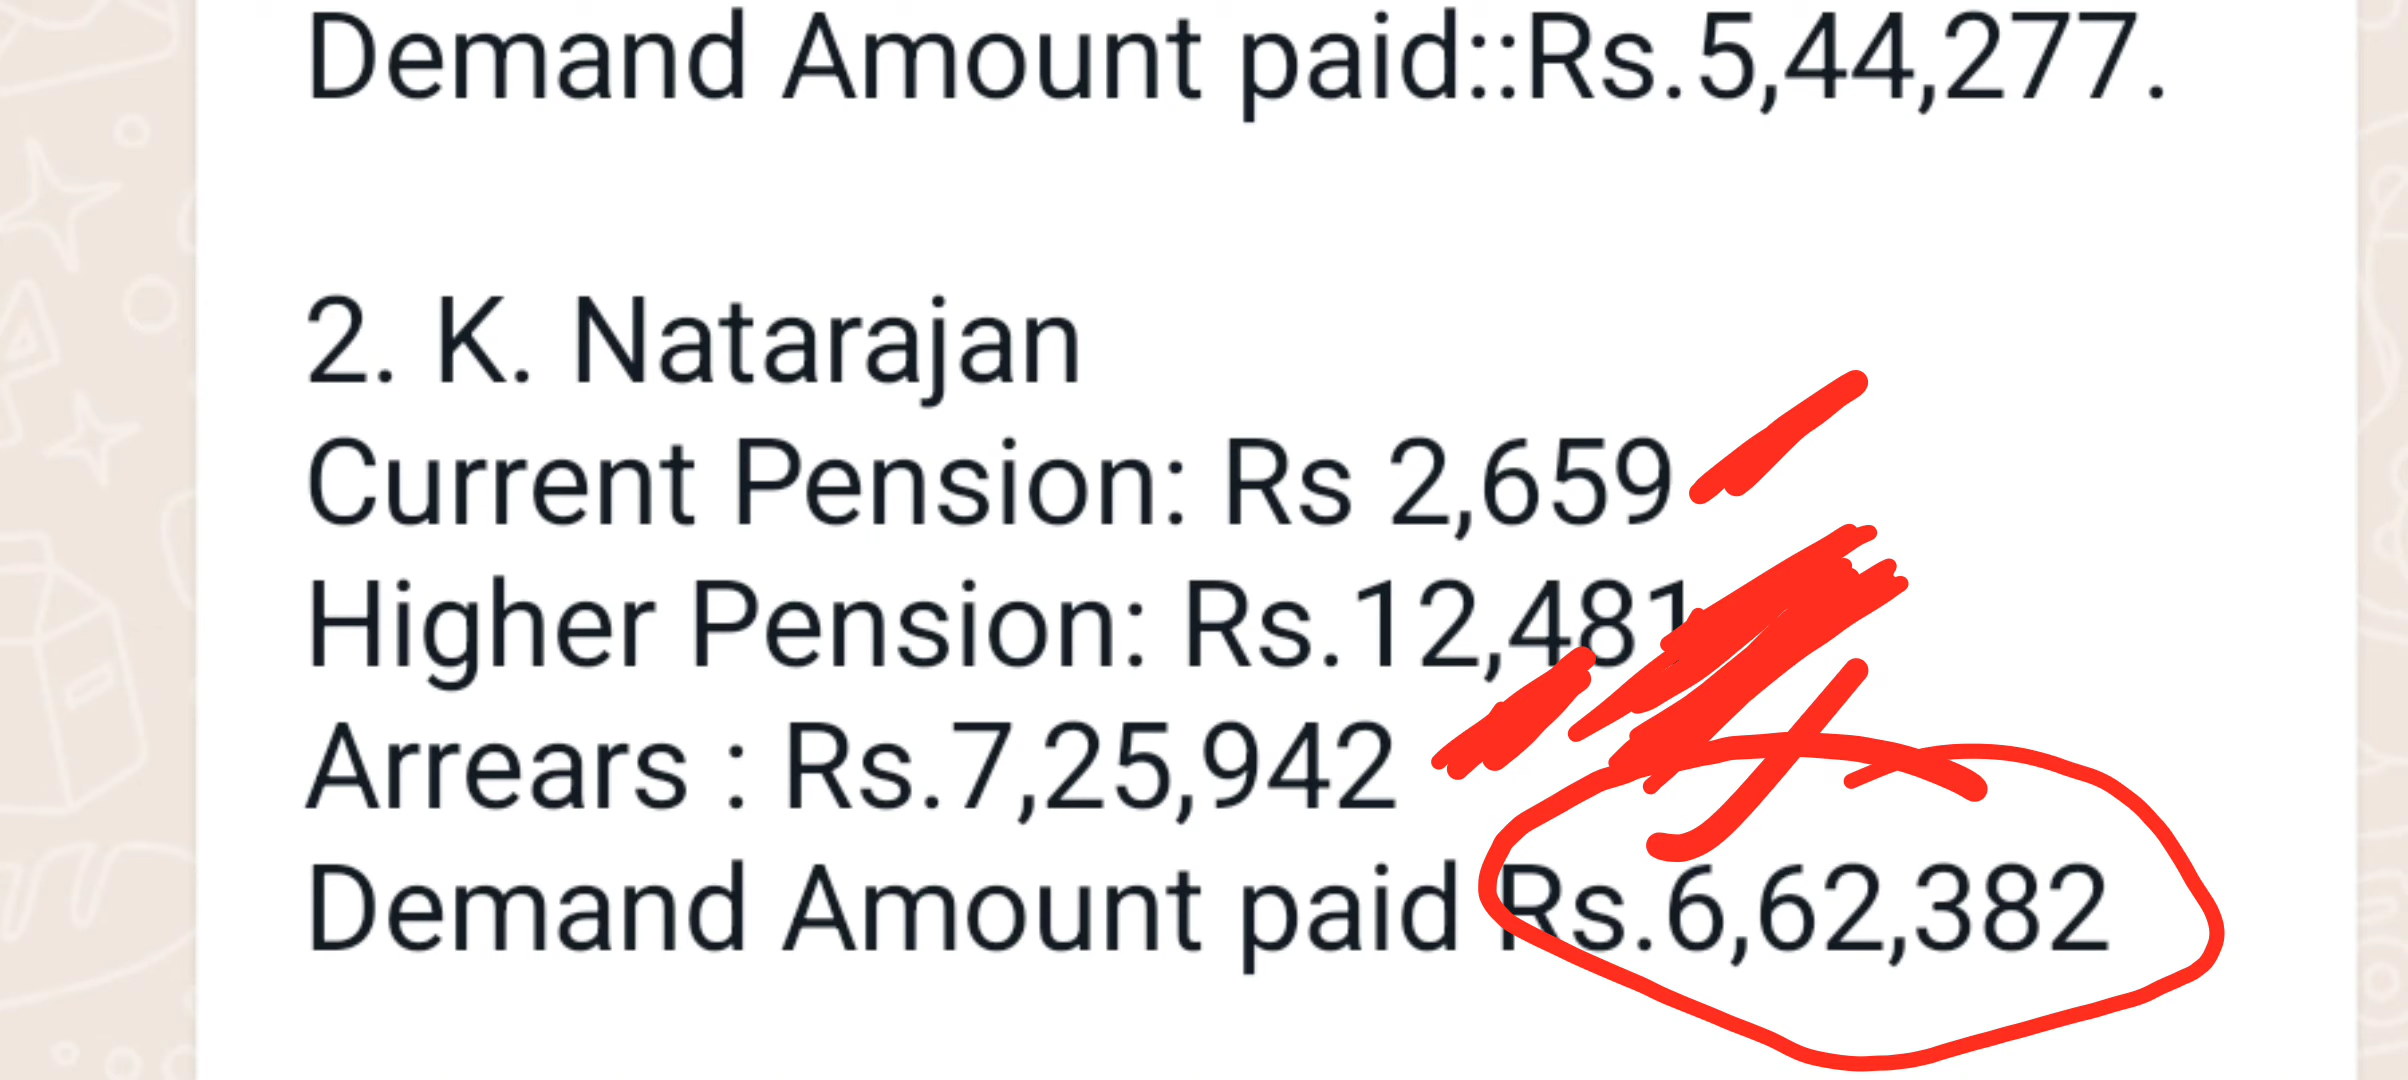 Demand Amount paid::Rs.5,44,277.
2. K. Natarajan
Current Pension: Rs 2,659
Higher Pension: Rs.12,481
Arrears : Rs.7,25,942
Demand Amount paid Rs.6,62,382